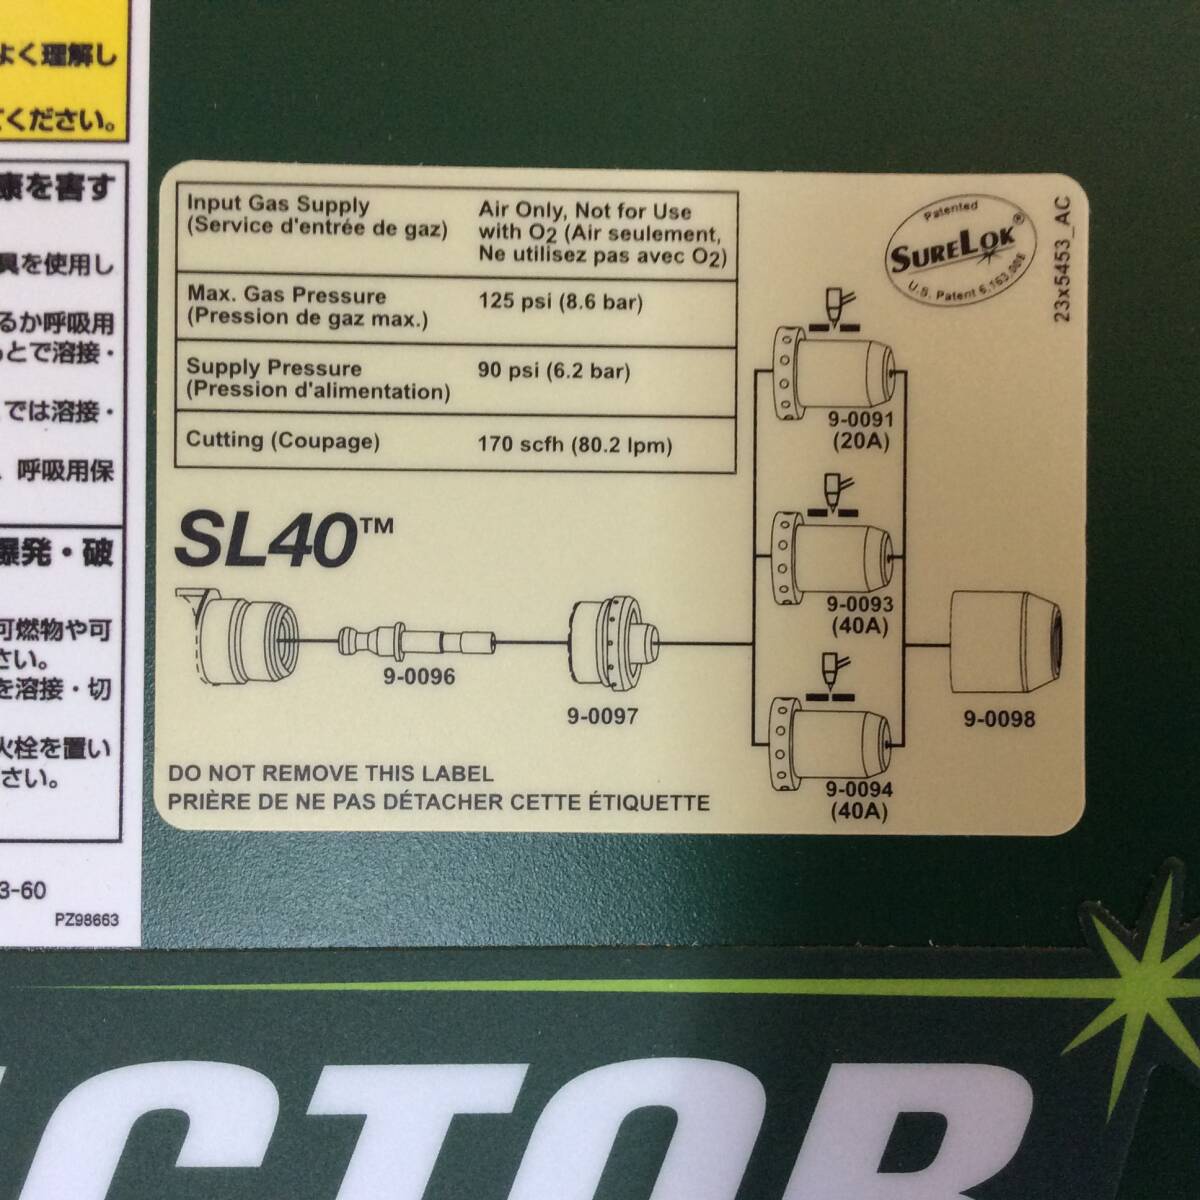 よく理解し
てください。
康を害す
具を使用し
るか呼吸用
とで溶接・
では溶接・
、呼吸用保
爆発・破
可燃物や可
さい。
を溶接・切
火栓を置い
さい。
3-60
PZ98663
Input Gas Supply
(Service d'entrée de gaz)
Air Only, Not for Use
with O2 (Air seulement,
Ne utilisez pas avec O2)
Max. Gas Pressure
(Pression de gaz max.)
125 psi (8.6 bar)
Supply Pressure
(Pression d'alimentation)
90 psi (6.2 bar)
Cutting (Coupage)
170 scfh (80.2 lpm)
Patented
SURELOK®
U.S. Patent 6,163,008
23x5453_AC
SL40™
9-0091
(20A)
9-0093
(40A)
9-0094
(40A)
9-0096
9-0097
9-0098
DO NOT REMOVE THIS LABEL
PRIÈRE DE NE PAS DÉTACHER CETTE ÉTIQUETTE
CTOR